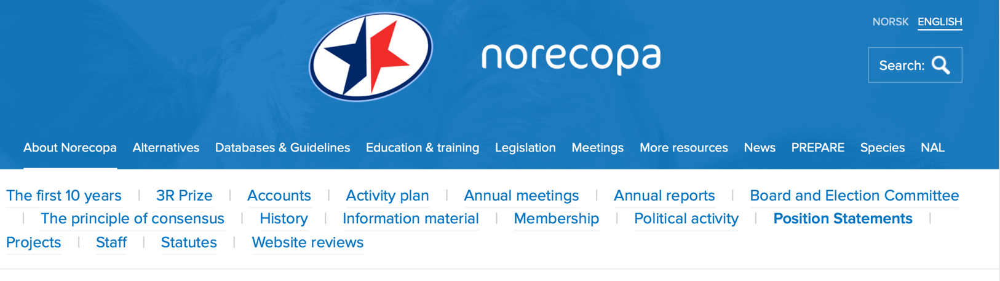 NORSK ENGLISH
norecopa
Search:
About Norecopa Alternatives Databases & Guidelines Education & training Legislation Meetings More resources News PREPARE Species NAL
The first 10 years | 3R Prize | Accounts | Activity plan | Annual meetings | Annual reports | Board and Election Committee
| The principle of consensus | History | Information material | Membership | Political activity | Position Statements |
Projects | Staff | Statutes | Website reviews